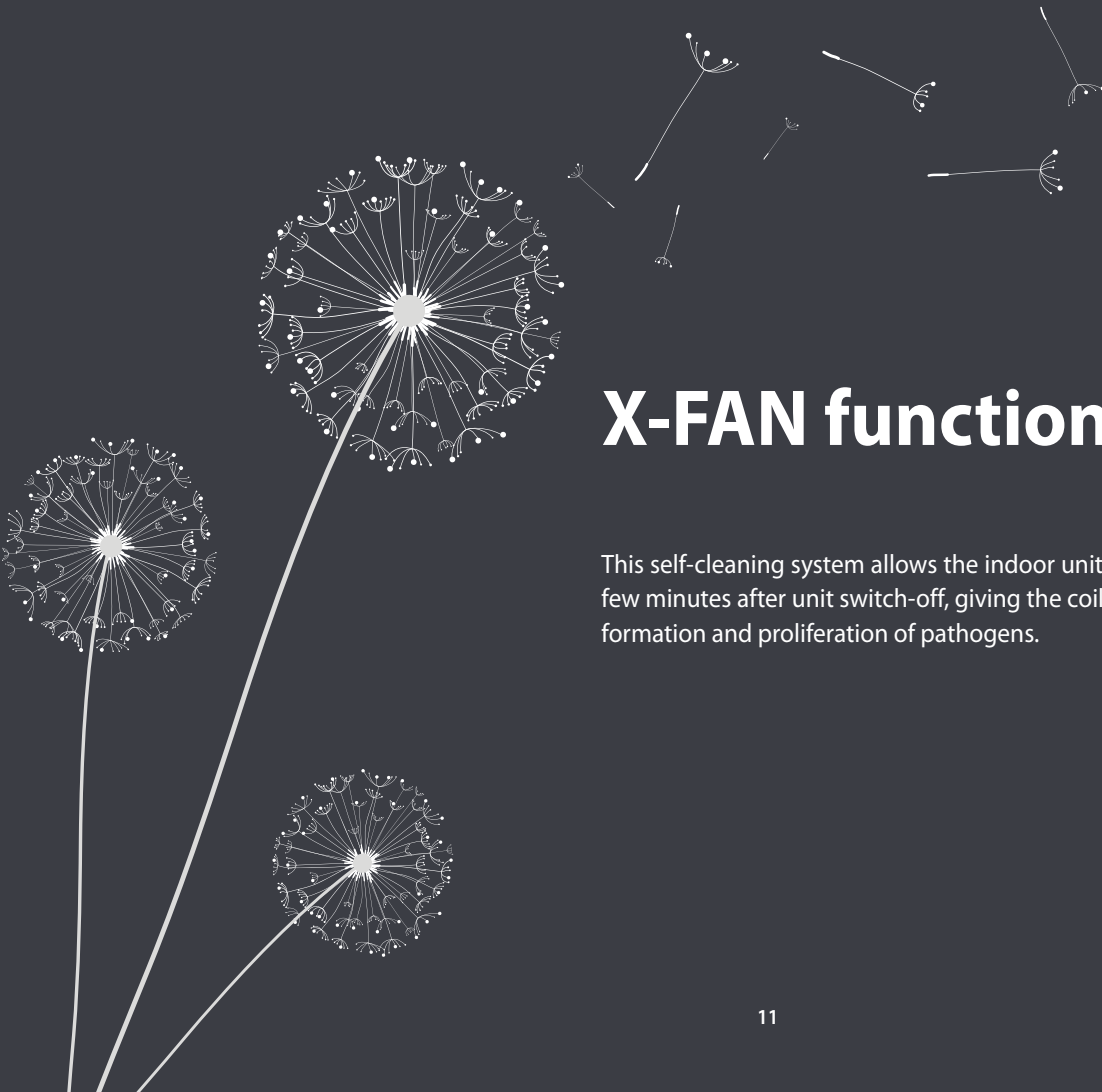 X-FAN function
This self-cleaning system allows the indoor unit
few minutes after unit switch-off, giving the coil
formation and proliferation of pathogens.
11